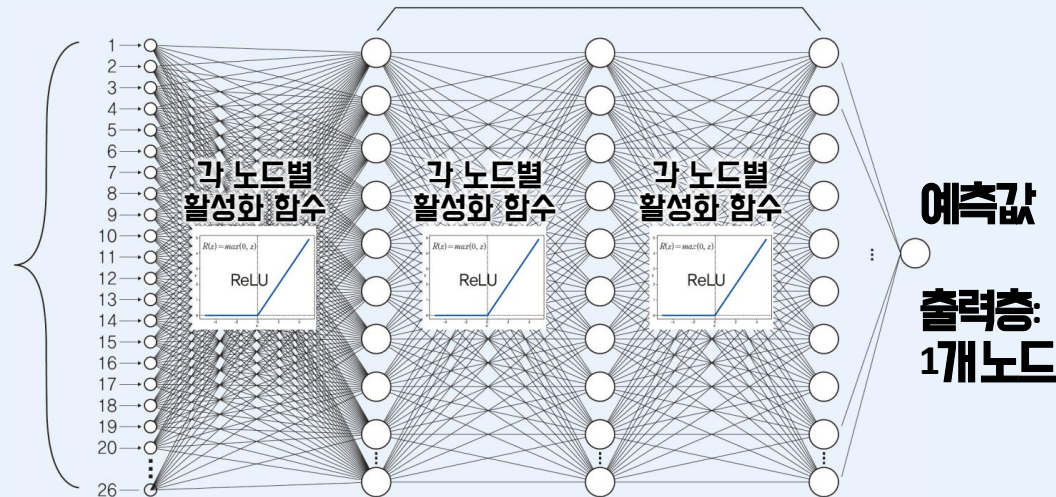 1
2
3
4
5
6
7
8
9
10
11
12
13
14
15
16
17
18
19
20
26
각 노드별
활성화 함수
R(z)=max(0, z)
ReLU
각 노드별
활성화 함수
R(z)=max(0, z)
ReLU
각 노드별
활성화 함수
R(z)=max(0, z)
ReLU
예측값
출력층:
1개 노드